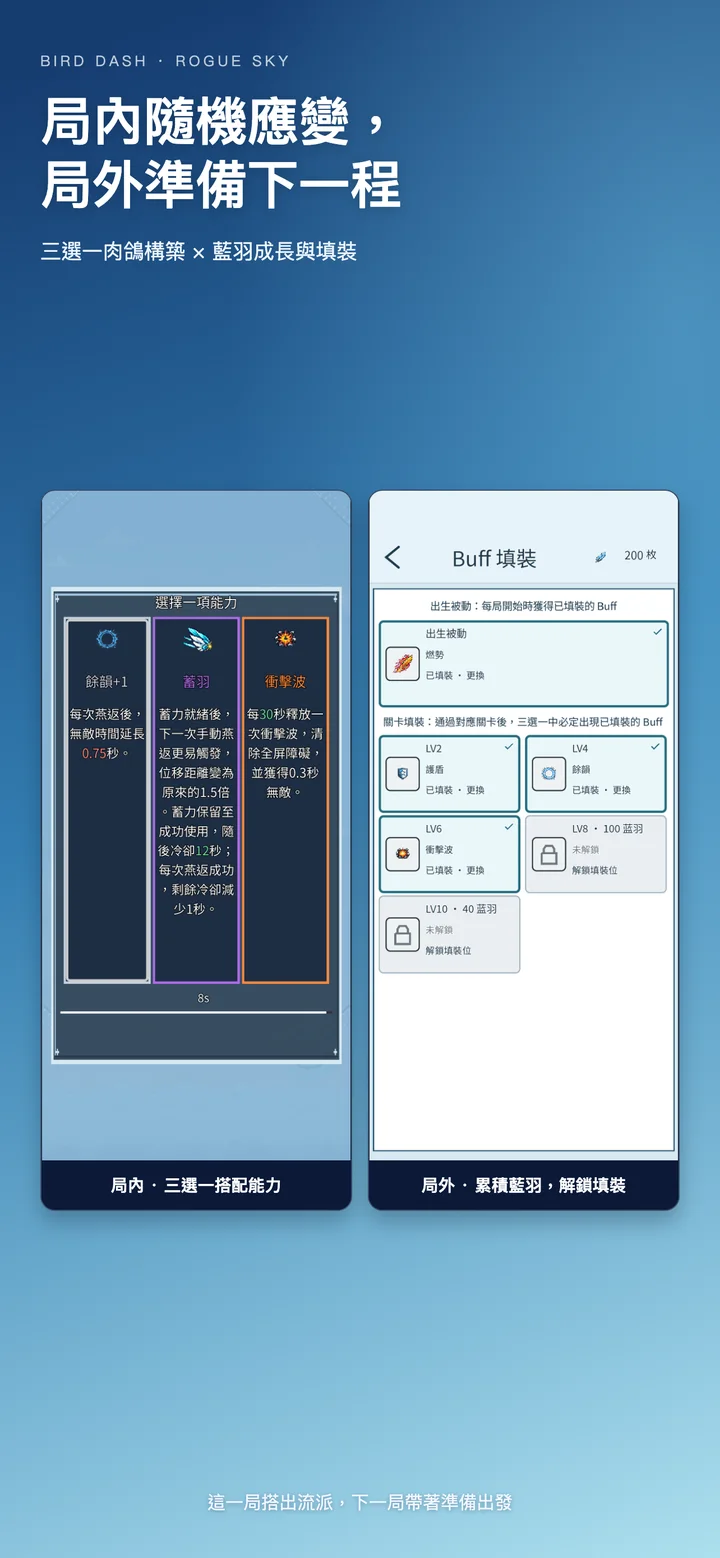 BIRD DASH · ROGUE SKY
局內隨機應變，
局外準備下一程
三選一肉鴿構築 × 藍羽成長與填裝
選擇一項能力
餘韻+1
每次燕返後，
無敵時間延長
0.75秒。
蓄羽
蓄力就緒後，
下一次手動燕
返更易觸發，
位移距離變為
原來的1.5倍
。蓄力保留至
成功使用，隨
後冷卻12秒；
每次燕返成功
，剩餘冷卻減
少1秒。
衝擊波
每30秒釋放一
次衝擊波，清
除全屏障礙，
並獲得0.3秒
無敵。
8s
局內 · 三選一搭配能力
Buff 填裝
200 枚
出生被動：每局開始時獲得已填裝的 Buff
出生被動
燃勢
已填裝 · 更換
關卡填裝：通過對應關卡後，三選一中必定出現已填裝的 Buff
LV2
護盾
已填裝 · 更換
LV4
餘韻
已填裝 · 更換
LV6
衝擊波
已填裝 · 更換
LV8 · 100 蓝羽
未解鎖
解鎖填裝位
LV10 · 40 蓝羽
未解鎖
解鎖填裝位
局外 · 累積藍羽，解鎖填裝
這一局搭出流派，下一局帶著準備出發